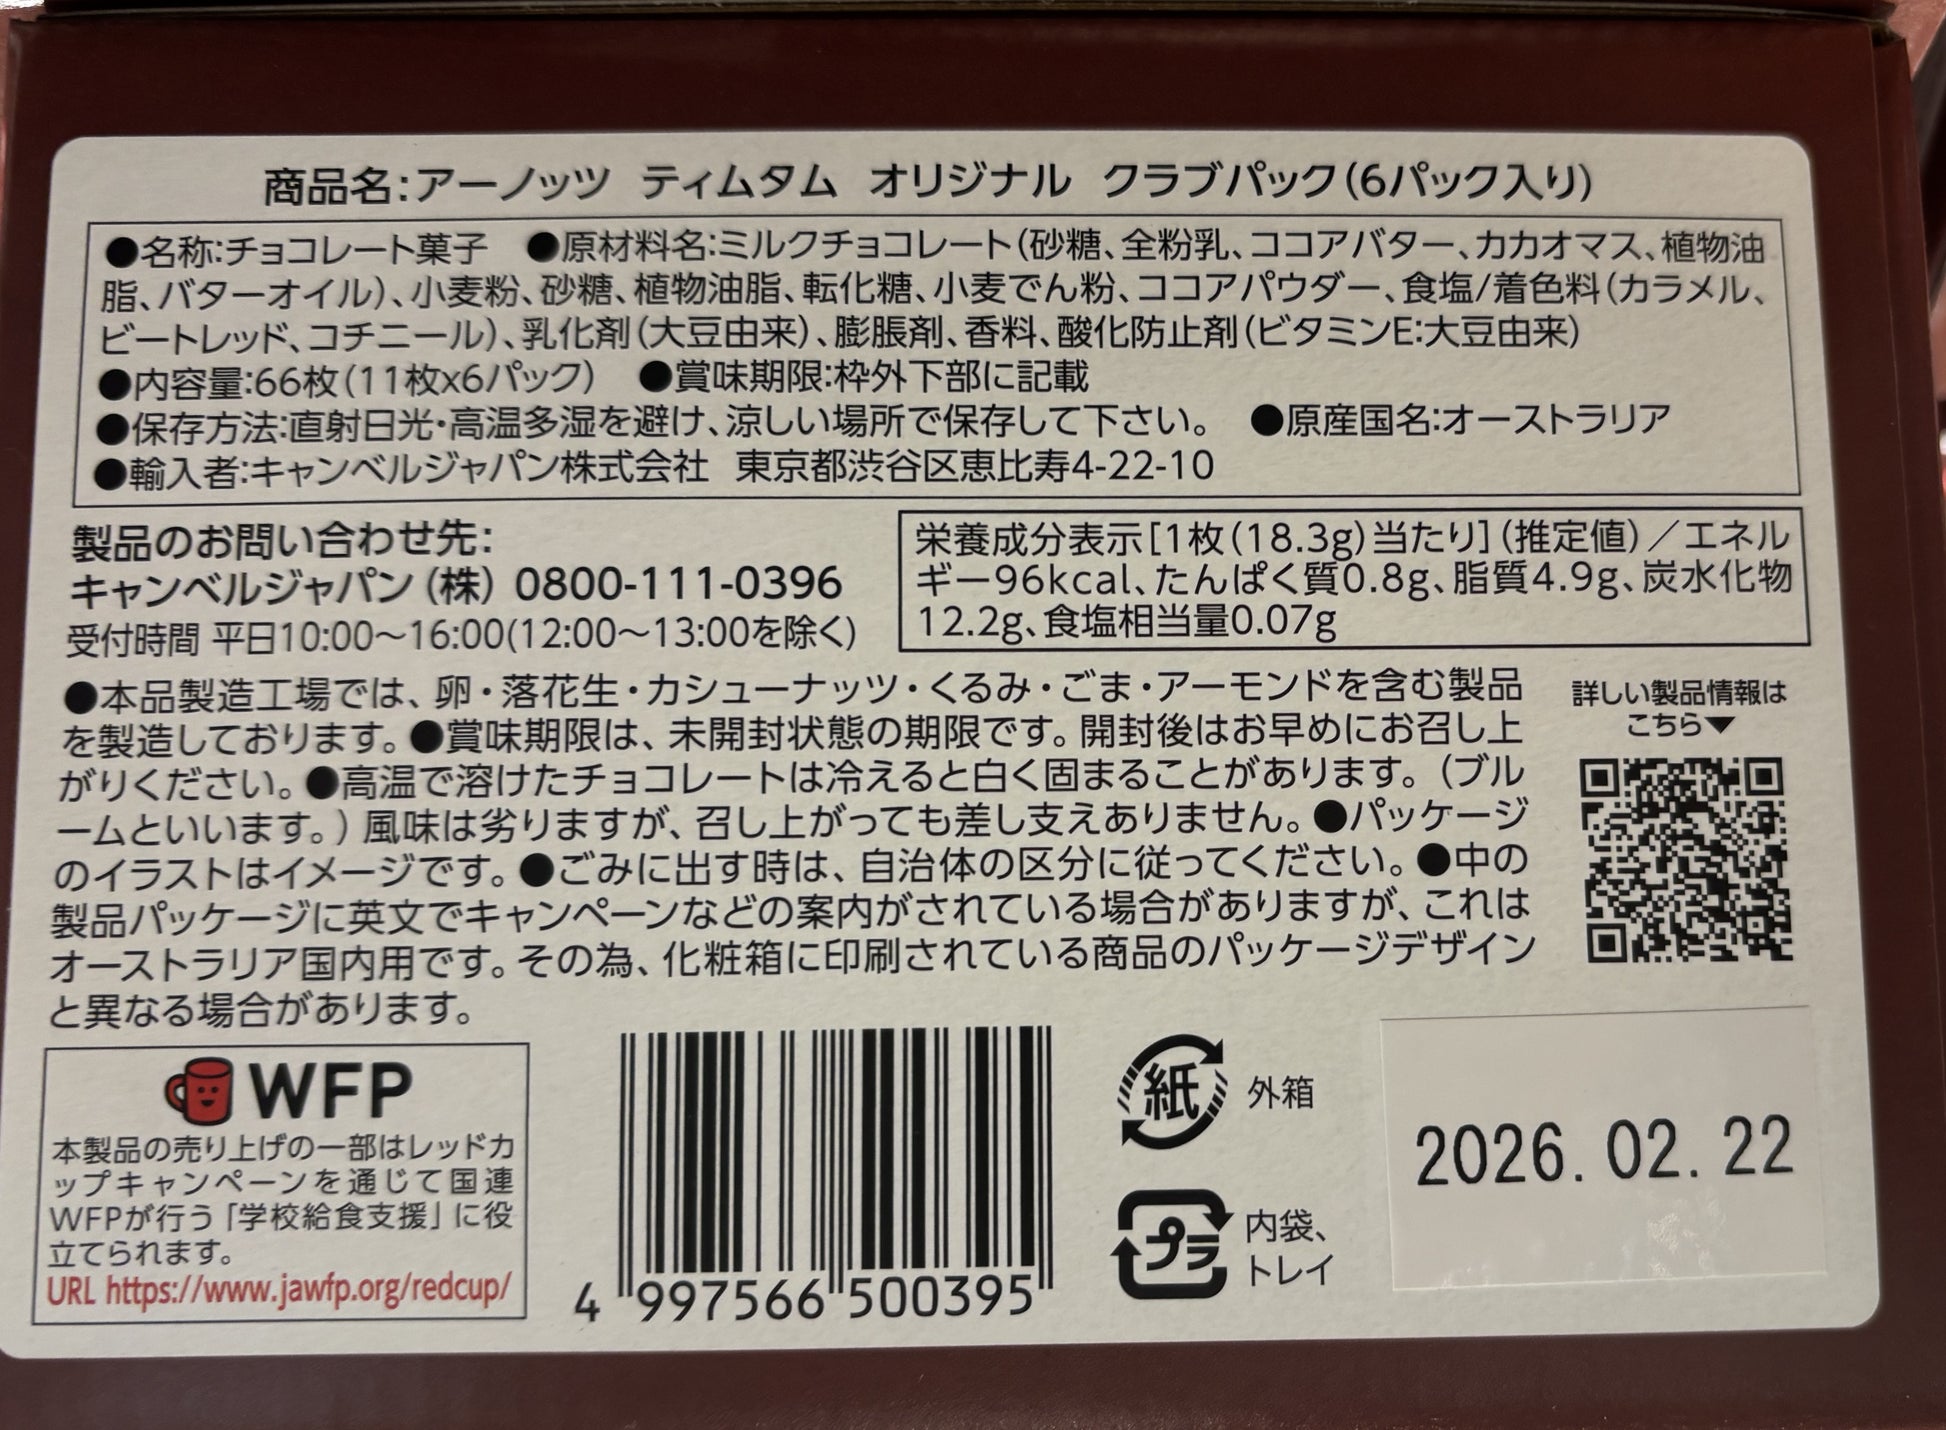 商品名:アーノッツ ティムタム オリジナル クラブパック(6パック入り)
●名称:チョコレート菓子 ●原材料名:ミルクチョコレート(砂糖、全粉乳、ココアバター、カカオマス、植物油
脂、バターオイル)、小麦粉、砂糖、植物油脂、転化糖、小麦でん粉、ココアパウダー、食塩/着色料(カラメル、
ビートレッド、コチニール)、乳化剤(大豆由来)、膨脹剤、香料、酸化防止剤(ビタミンE:大豆由来)
●内容量:66枚(11枚x6パック) ●賞味期限:枠外下部に記載
●保存方法:直射日光・高温多湿を避け、涼しい場所で保存して下さい。 ●原産国名:オーストラリア
●輸入者:キャンベルジャパン株式会社 東京都渋谷区恵比寿4-22-10
製品のお問い合わせ先:
キャンベルジャパン(株) 0800-111-0396
受付時間 平日10:00〜16:00(12:00〜13:00を除く)
栄養成分表示[1枚(18.3g)当たり](推定値)/エネル
ギー96kcal、たんぱく質0.8g、脂質4.9g、炭水化物
12.2g、食塩相当量0.07g
●本品製造工場では、卵・落花生・カシューナッツ・くるみ・ごま・アーモンドを含む製品
を製造しております。●賞味期限は、未開封状態の期限です。開封後はお早めにお召し上
がりください。●高温で溶けたチョコレートは冷えると白く固まることがあります。(ブル
ームといいます。)風味は劣りますが、召し上がっても差し支えありません。●パッケージ
のイラストはイメージです。●ごみに出す時は、自治体の区分に従ってください。●中の
製品パッケージに英文でキャンペーンなどの案内がされている場合がありますが、これは
オーストラリア国内用です。その為、化粧箱に印刷されている商品のパッケージデザイン
と異なる場合があります。
詳しい製品情報は
こちら▼
WFP
本製品の売り上げの一部はレッドカ
ップキャンペーンを通じて国連
WFPが行う「学校給食支援」に役
立てられます。
URL https://www.jawfp.org/redcup/
4 997566 500395
紙 外箱
プラ 内袋、
トレイ
2026.02.22